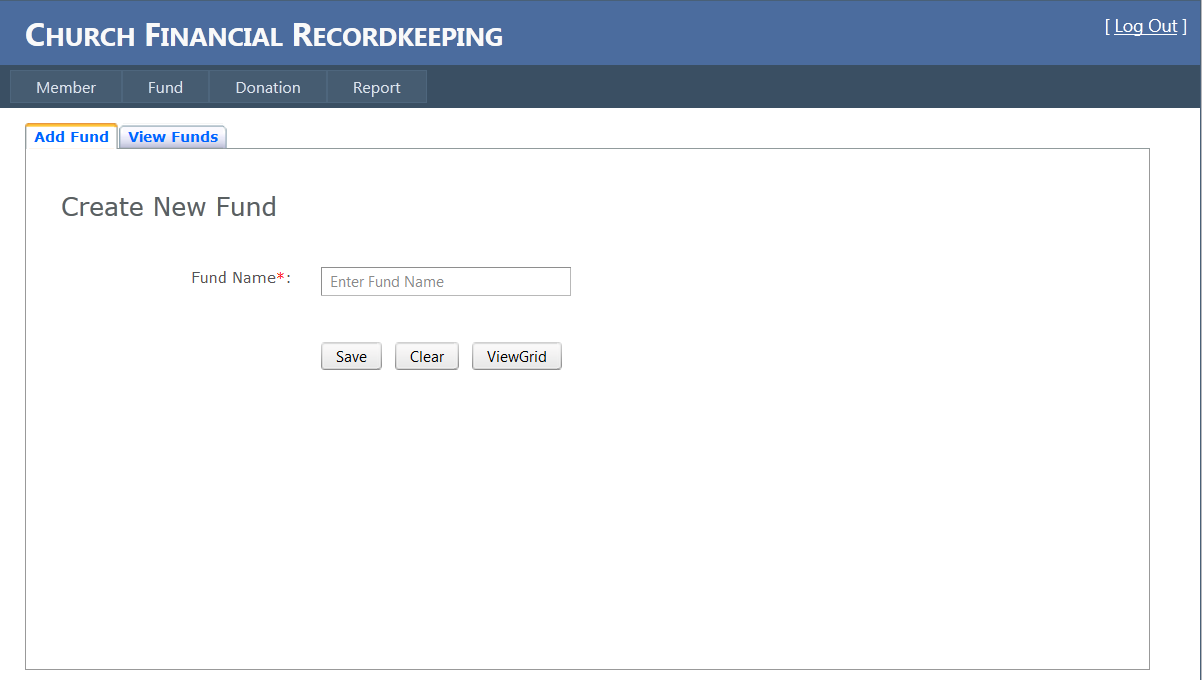 CHURCH FINANCIAL RECORDKEEPING
[ Log Out ]
Member Fund Donation Report
Add Fund View Funds
Create New Fund
Fund Name*:
Enter Fund Name
Save Clear ViewGrid